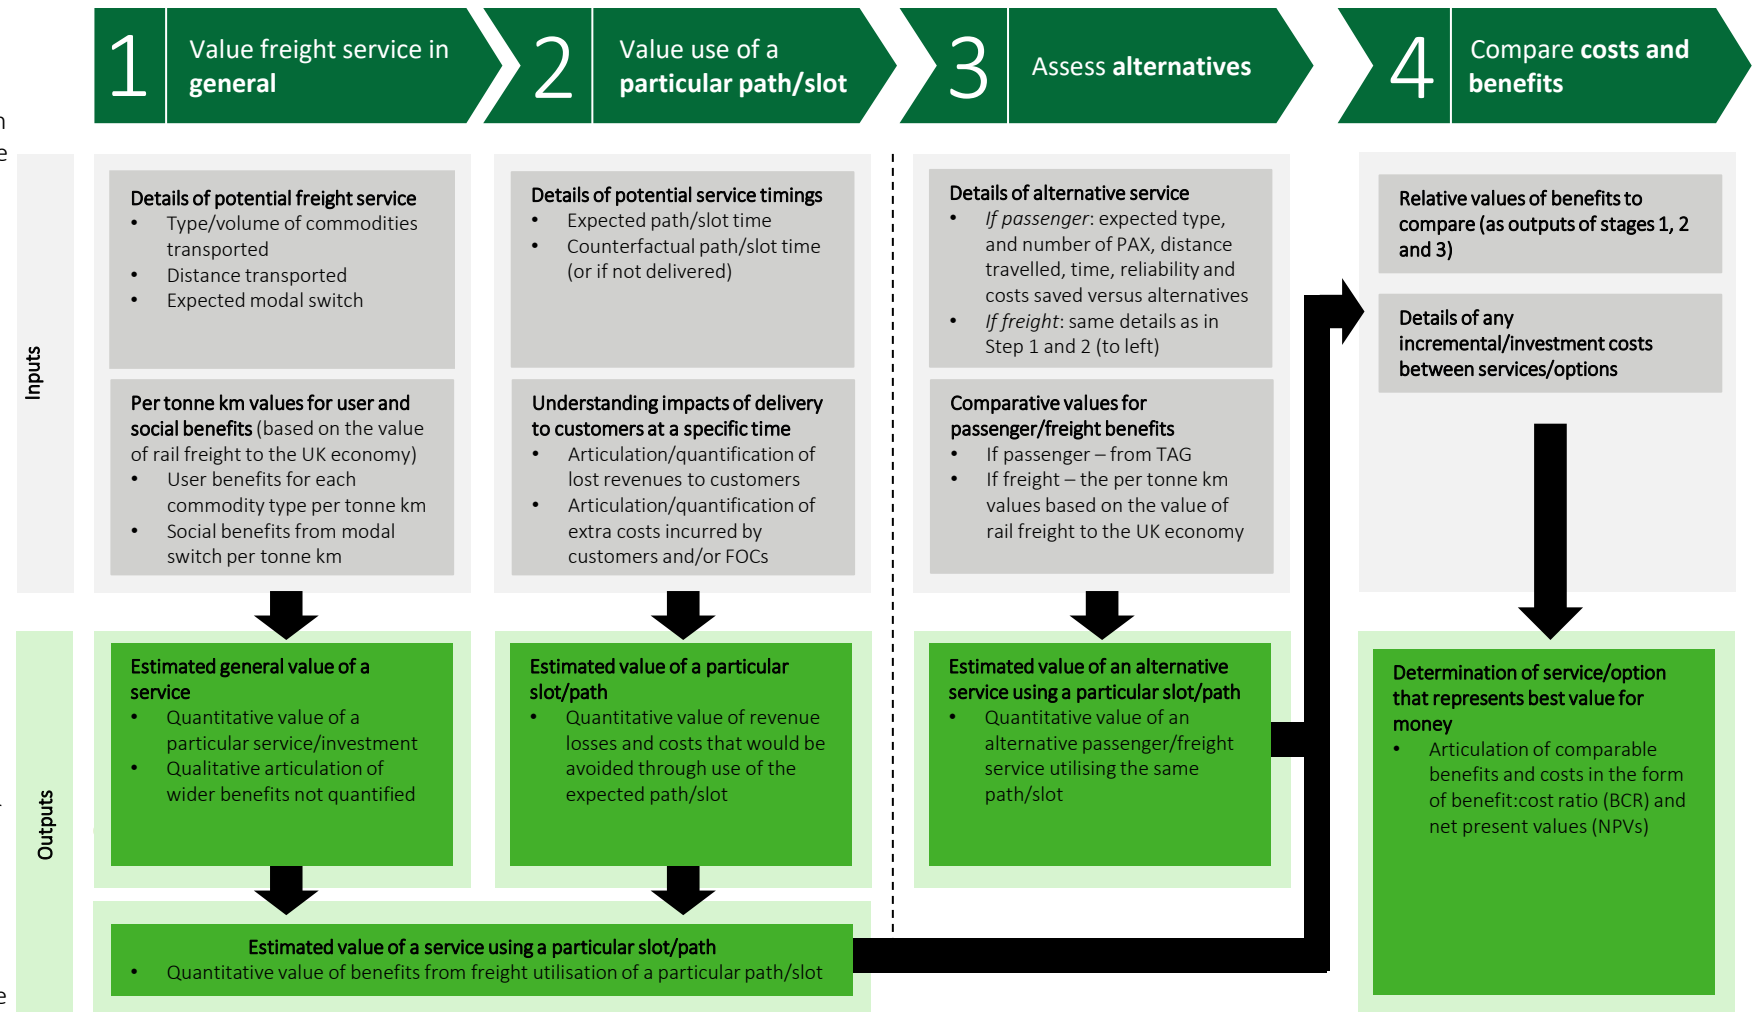 1
Value freight service in
general
2
Value use of a
particular path/slot
3
Assess alternatives
4
Compare costs and
benefits
n
e
Inputs
Details of potential freight service
• Type/volume of commodities
transported
• Distance transported
• Expected modal switch
Per tonne km values for user and
social benefits (based on the value
of rail freight to the UK economy)
• User benefits for each
commodity type per tonne km
• Social benefits from modal
switch per tonne km
Details of potential service timings
• Expected path/slot time
• Counterfactual path/slot time
(or if not delivered)
Understanding impacts of delivery
to customers at a specific time
• Articulation/quantification of
lost revenues to customers
• Articulation/quantification of
extra costs incurred by
customers and/or FOCs
Details of alternative service
• If passenger: expected type,
and number of PAX, distance
travelled, time, reliability and
costs saved versus alternatives
• If freight: same details as in
Step 1 and 2 (to left)
Comparative values for
passenger/freight benefits
• If passenger – from TAG
• If freight – the per tonne km
values based on the value of
rail freight to the UK economy
Relative values of benefits to
compare (as outputs of stages 1, 2
and 3)
Details of any
incremental/investment costs
between services/options
Outputs
Estimated general value of a
service
• Quantitative value of a
particular service/investment
• Qualitative articulation of
wider benefits not quantified
Estimated value of a particular
slot/path
• Quantitative value of revenue
losses and costs that would be
avoided through use of the
expected path/slot
Estimated value of an alternative
service using a particular slot/path
• Quantitative value of an
alternative passenger/freight
service utilising the same
path/slot
Determination of service/option
that represents best value for
money
• Articulation of comparable
benefits and costs in the form
of benefit:cost ratio (BCR) and
net present values (NPVs)
Estimated value of a service using a particular slot/path
• Quantitative value of benefits from freight utilisation of a particular path/slot
e